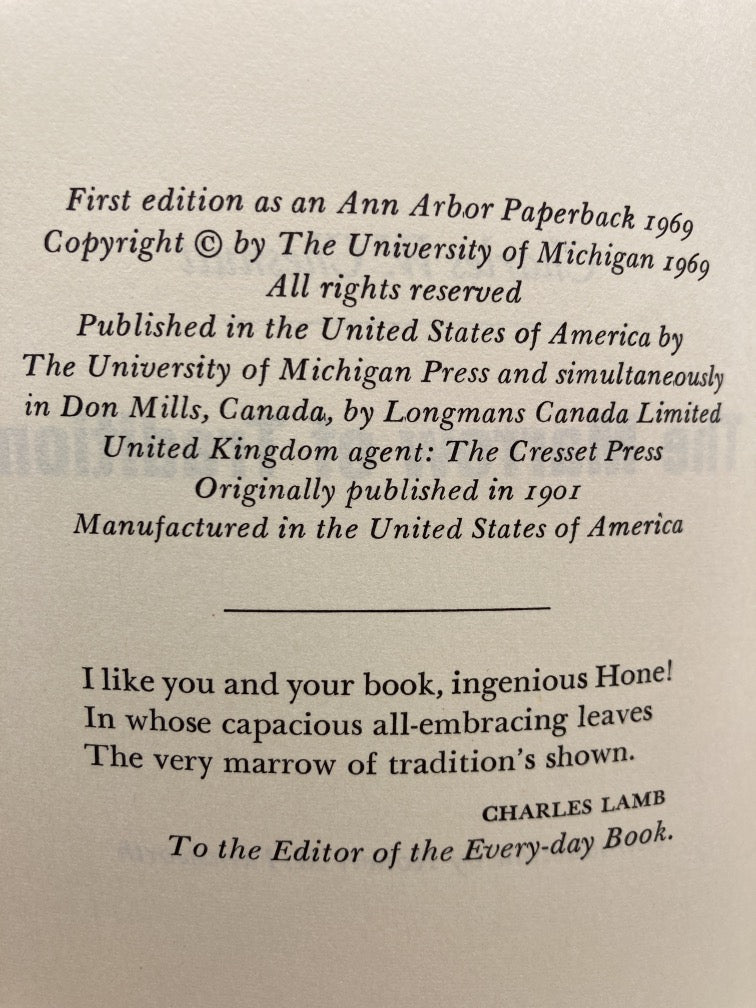 First edition as an Ann Arbor Paperback 1969
Copyright © by The University of Michigan 1969
All rights reserved
Published in the United States of America by
The University of Michigan Press and simultaneously
in Don Mills, Canada, by Longmans Canada Limited
United Kingdom agent: The Cresset Press
Originally published in 1901
Manufactured in the United States of America
I like you and your book, ingenious Hone!
In whose capacious all-embracing leaves
The very marrow of tradition's shown.
CHARLES LAMB
To the Editor of the Every-day Book.